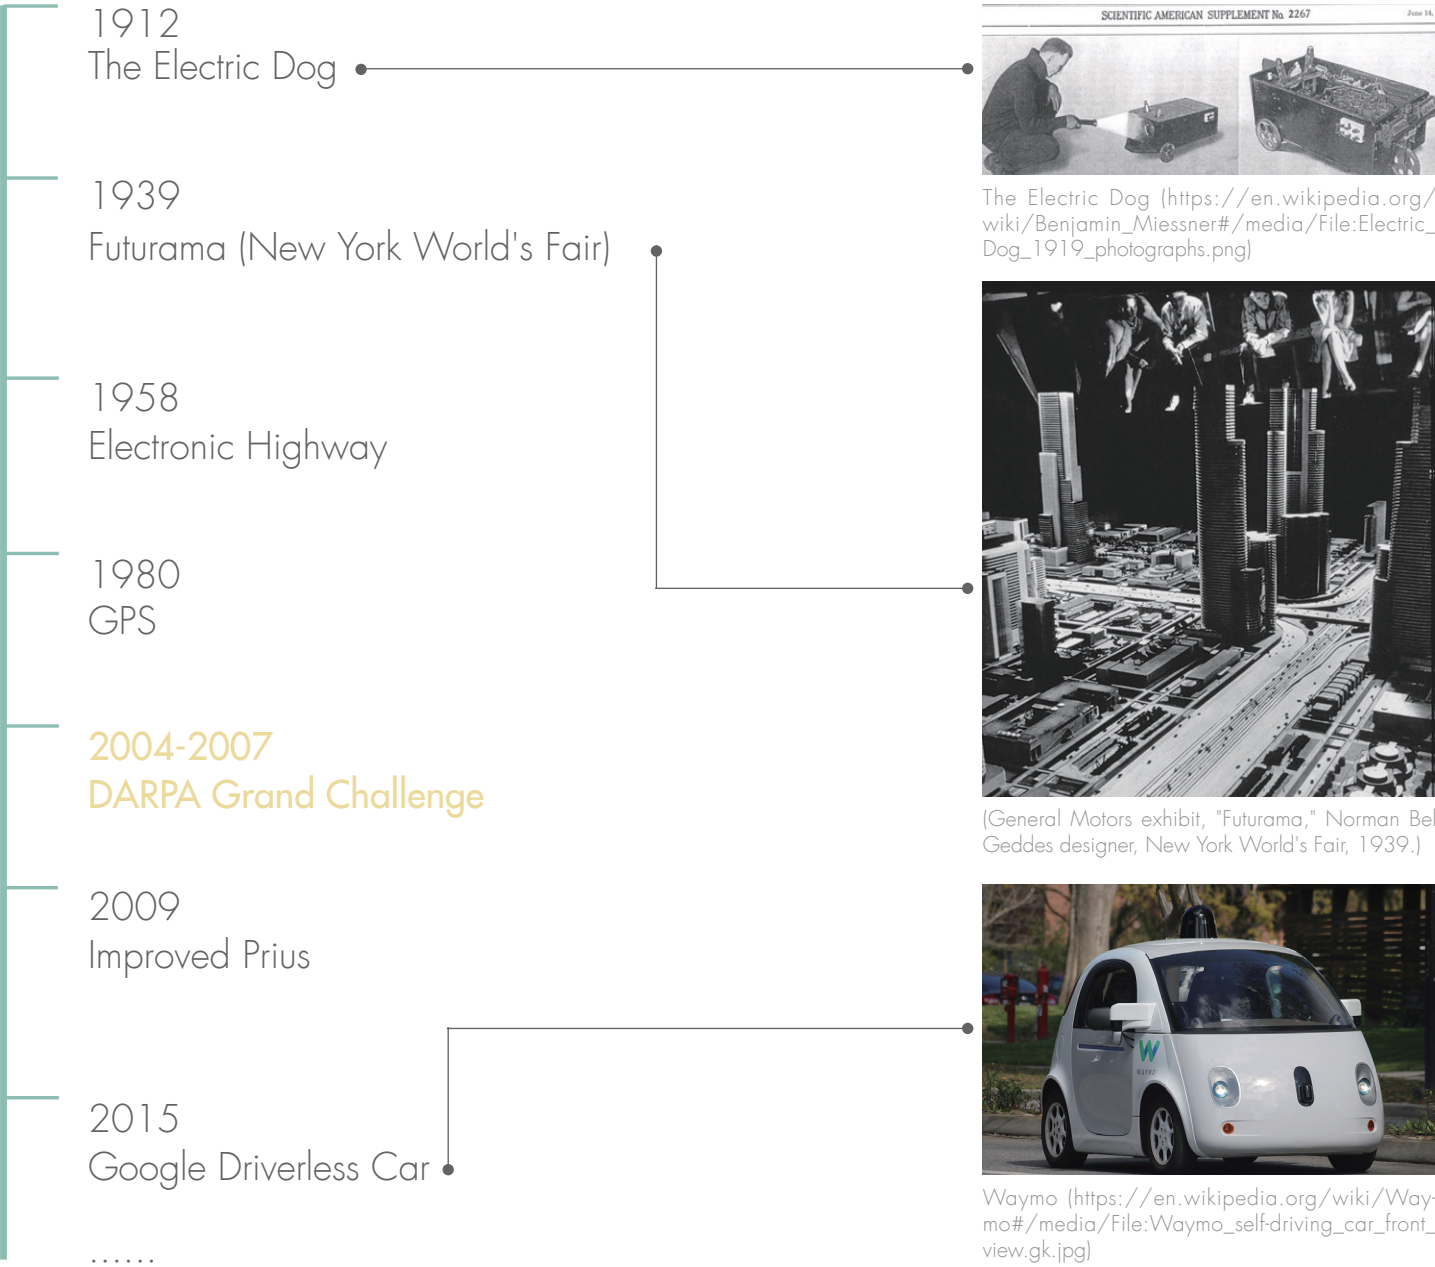 1912
The Electric Dog
1939
Futurama (New York World's Fair)
1958
Electronic Highway
1980
GPS
2004-2007
DARPA Grand Challenge
2009
Improved Prius
2015
Google Driverless Car
......
SCIENTIFIC AMERICAN SUPPLEMENT No. 2267
June 14,
The Electric Dog (https://en.wikipedia.org/
wiki/Benjamin_Miessner#/media/File:Electric_
Dog_1919_photographs.png)
(General Motors exhibit, "Futurama," Norman Bel
Geddes designer, New York World's Fair, 1939.)
WAYMO
Waymo (https://en.wikipedia.org/wiki/Way-
mo#/media/File:Waymo_self-driving_car_front_
view.gk.jpg)